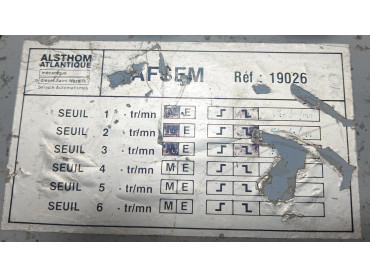 ALSTHOM
ATLANTIQUE
mécanique
AFSEM Réf : 19026
SEUIL 1 · tr/mn E
SEUIL 2 · tr/mn E
SEUIL 3 · tr/mn E
SEUIL 4 · tr/mn M E
SEUIL 5 · tr/mn M E
SEUIL 6 · tr/mn M E